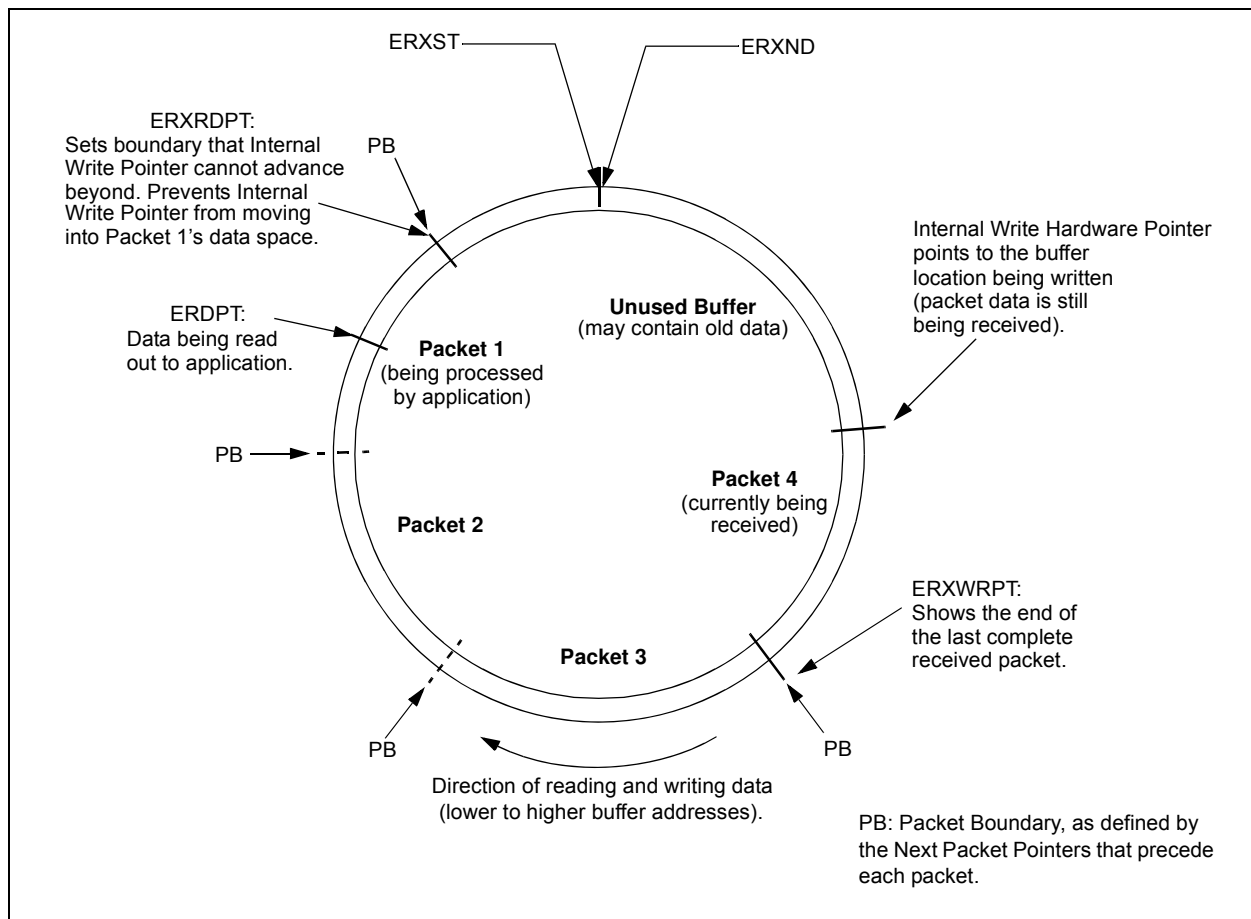 ERXST
ERXND
ERXRDPT:
Sets boundary that Internal
Write Pointer cannot advance
beyond. Prevents Internal
Write Pointer from moving
into Packet 1's data space.
PB
Internal Write Hardware Pointer
points to the buffer
location being written
(packet data is still
being received).
Unused Buffer
(may contain old data)
ERDPT:
Data being read
out to application.
Packet 1
(being processed
by application)
PB
Packet 4
(currently being
received)
Packet 2
ERXWRPT:
Shows the end of
the last complete
received packet.
Packet 3
PB
PB
Direction of reading and writing data
(lower to higher buffer addresses).
PB: Packet Boundary, as defined by
the Next Packet Pointers that precede
each packet.